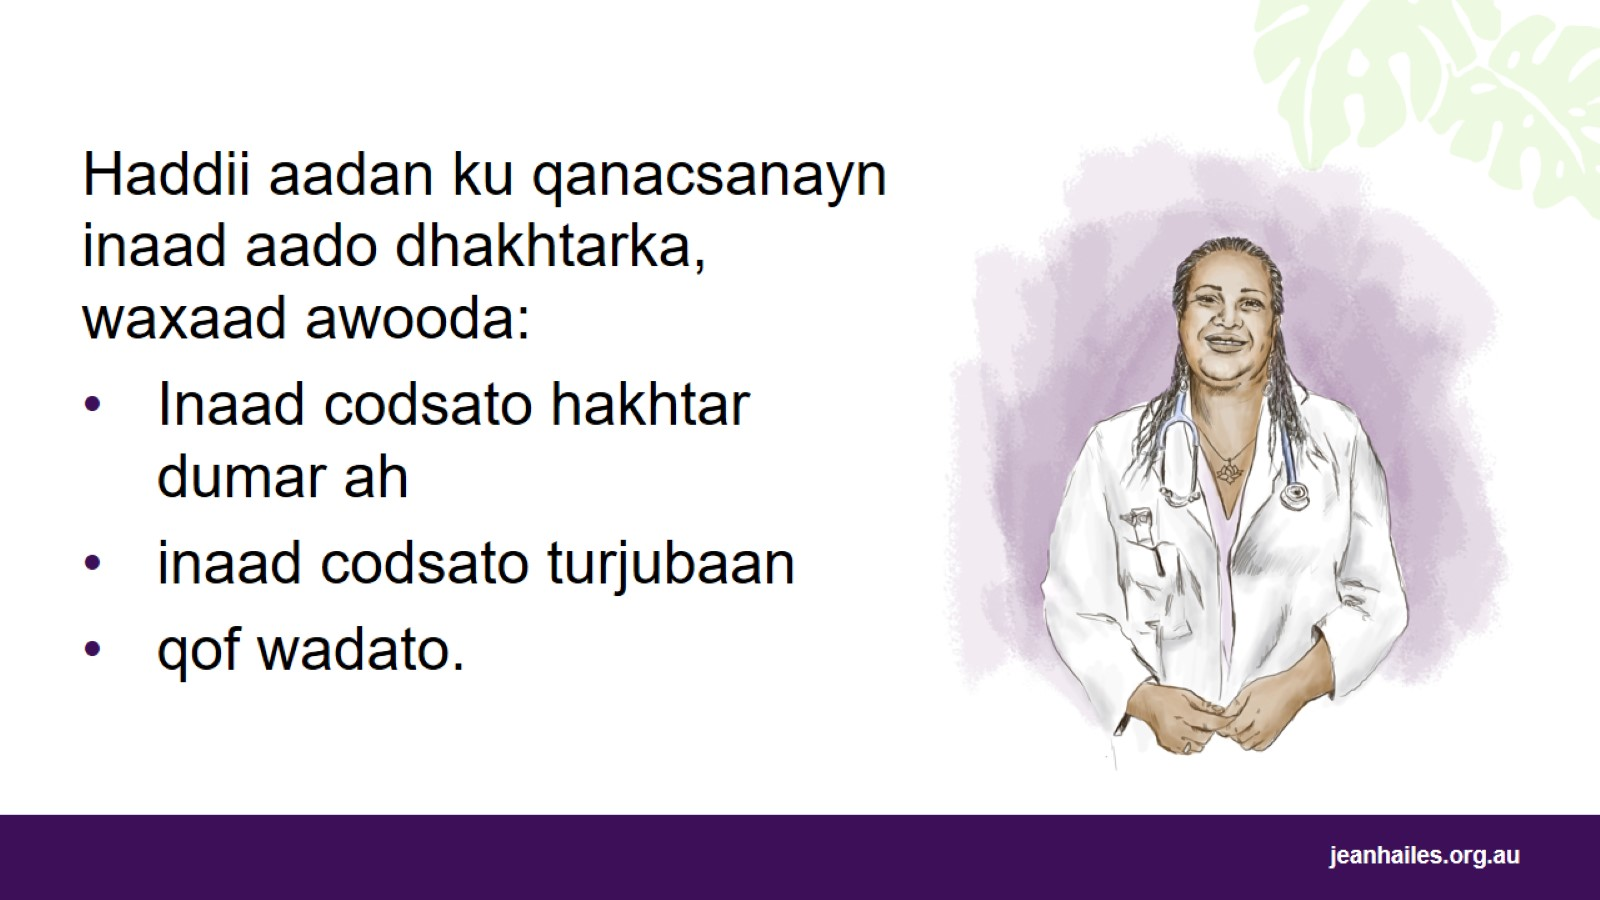 Haddii aadan ku qanacsanayn
inaad aado dhakhtarka,
waxaad awooda:
• Inaad codsato hakhtar
dumar ah
• inaad codsato turjubaan
• qof wadato.
jeanhailes.org.au